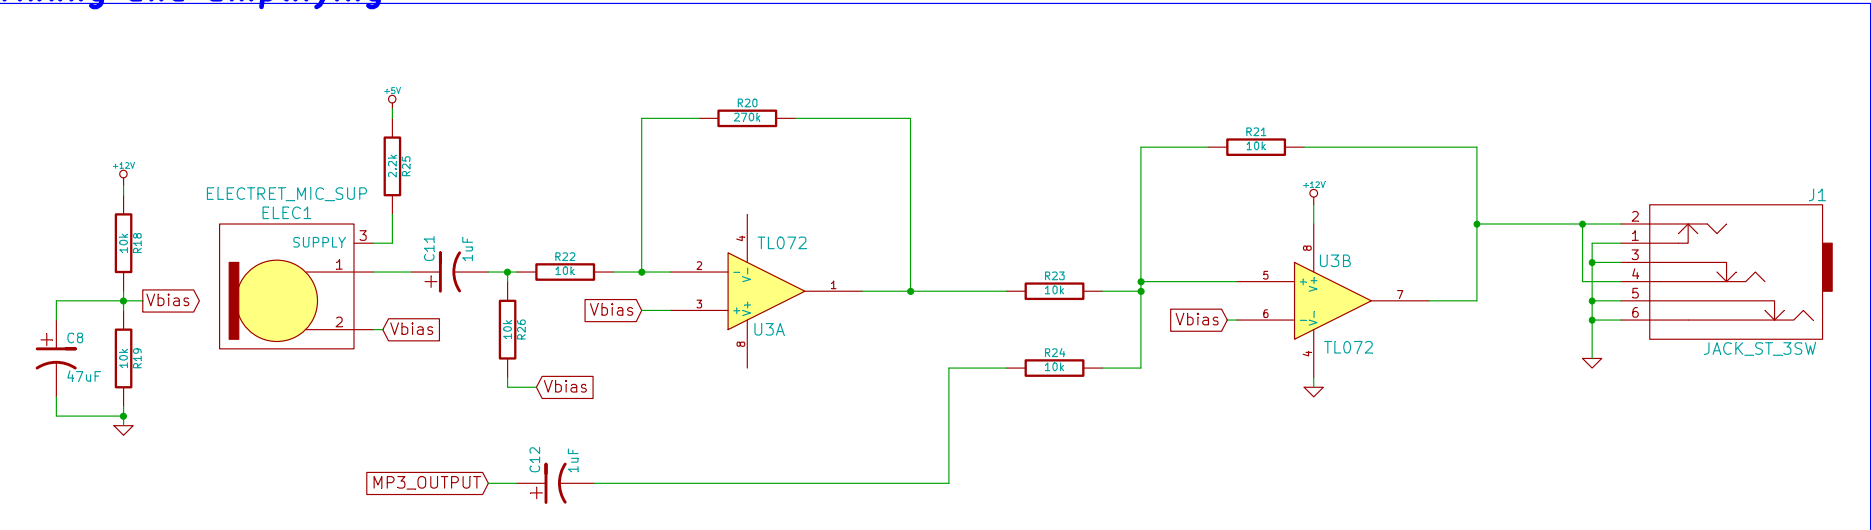 +5V
R20
270k
R21
10k
+12V
2.2k
R25
+12V
J1
ELECTRET_MIC_SUP
ELEC1
10k
R18
SUPPLY
3
1
2
Vbias
Vbias
C11
1uF
R22
10k
10k
R26
Vbias
Vbias
4
TL072
2
3
-
V-
+
V+
1
8
U3A
R23
10k
R24
10k
8
U3B
5
6
+
V+
-
V-
7
4
TL072
Vbias
2
1
3
4
5
6
JACK_ST_3SW
C8
47uF
10k
R19
C12
1uF
MP3_OUTPUT